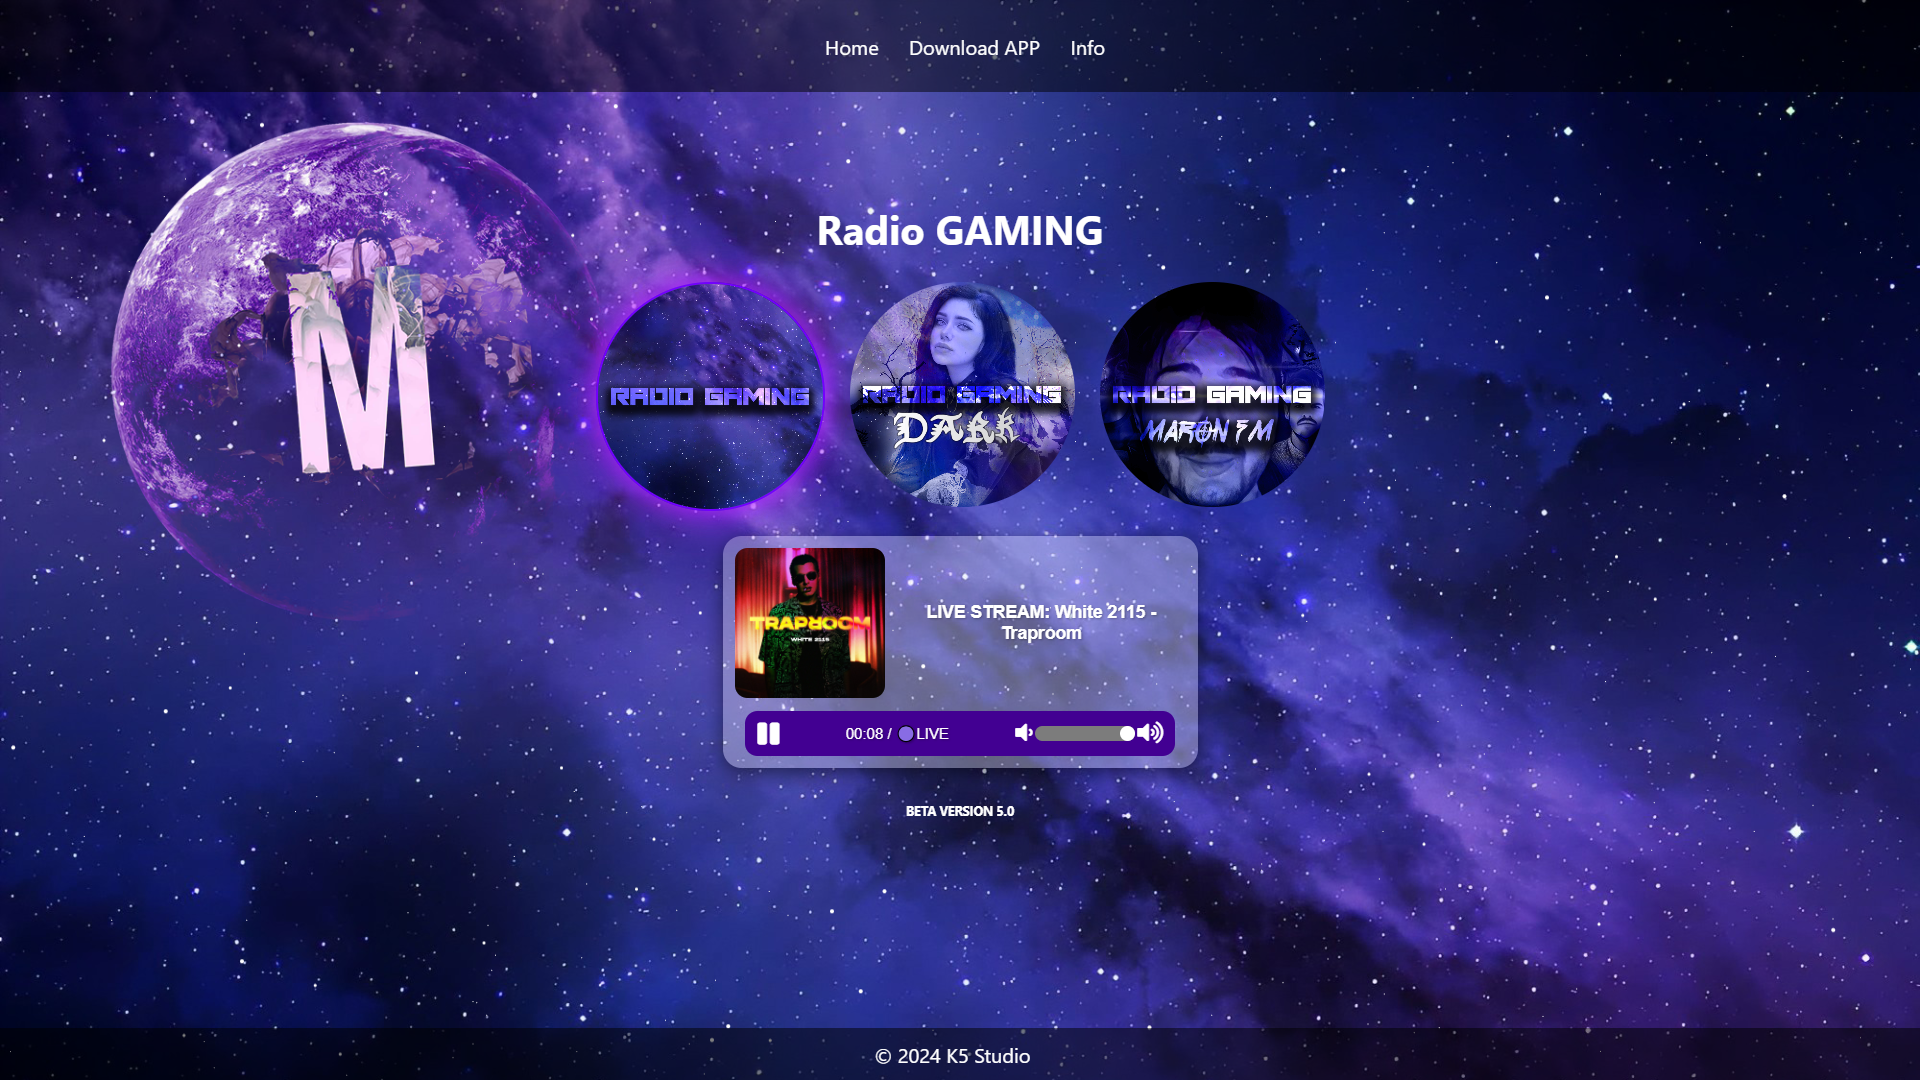 Home Download APP Info
Radio GAMING
M
RADIO GAMING
RADIO GAMING
DARK
RADIO GAMING
MARON FM
TRAPROOM
WHITE 2115
LIVE STREAM: White 2115 -
Traproom
00:08 / LIVE
BETA VERSION 5.0
© 2024 K5 Studio